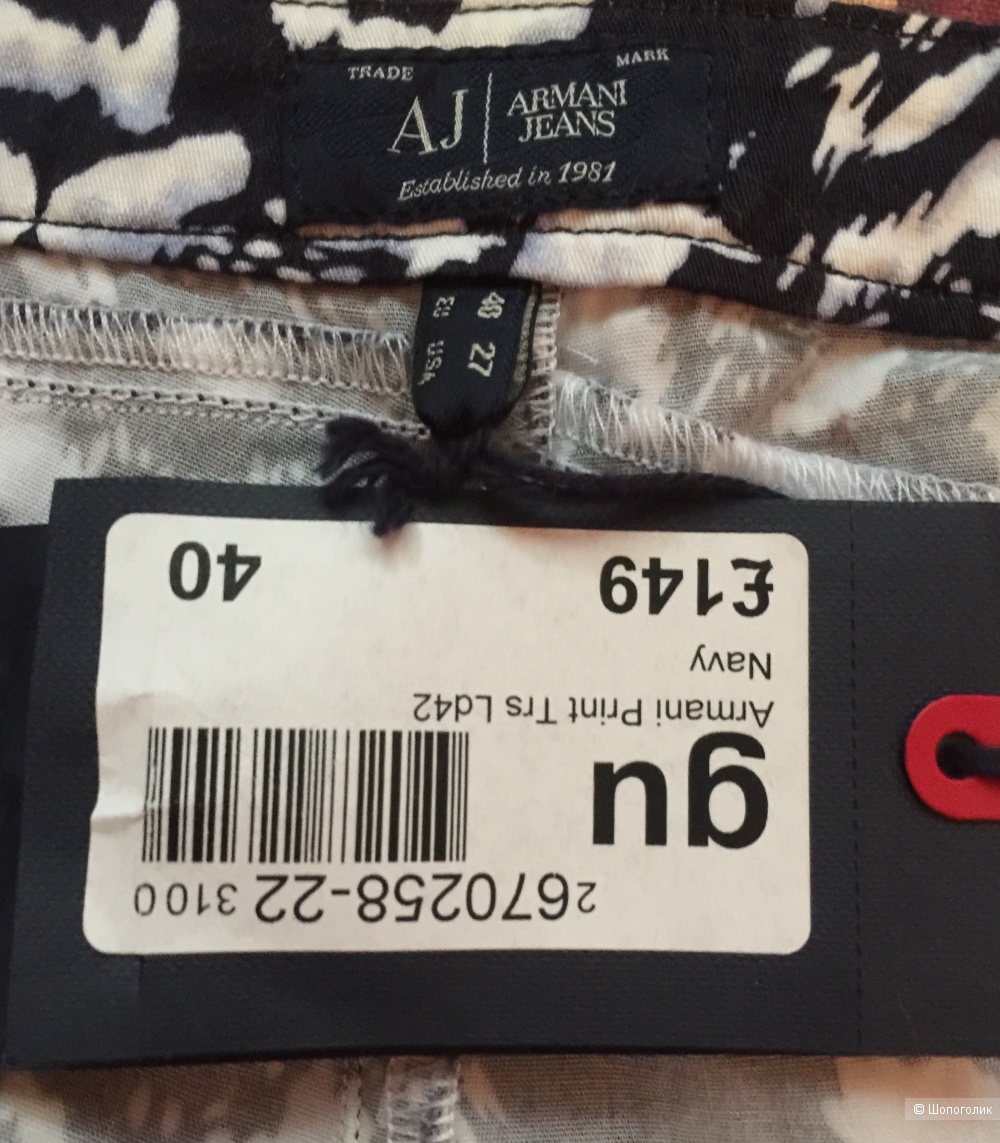 TRADE MARK
AJ ARMANI
JEANS
Established in 1981
EU USA
27
£149 40
Navy
Armani Print Trs Ld42
gu
2670258-22 3100
© Шопоголик